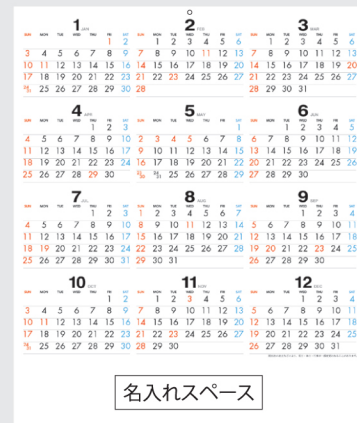 1 JAN
SUN MON TUE WED THU FRI SAT
1 2
3 4 5 6 7 8 9
10 11 12 13 14 15 16
17 18 19 20 21 22 23
24/31 25 26 27 28 29 30
2 FEB
SUN MON TUE WED THU FRI SAT
1 2 3 4 5 6
7 8 9 10 11 12 13
14 15 16 17 18 19 20
21 22 23 24 25 26 27
28
3 MAR
SUN MON TUE WED THU FRI SAT
1 2 3 4 5 6
7 8 9 10 11 12 13
14 15 16 17 18 19 20
21 22 23 24 25 26 27
28 29 30 31
4 APR
SUN MON TUE WED THU FRI SAT
1 2 3
4 5 6 7 8 9 10
11 12 13 14 15 16 17
18 19 20 21 22 23 24
25 26 27 28 29 30
5 MAY
SUN MON TUE WED THU FRI SAT
1
2 3 4 5 6 7 8
9 10 11 12 13 14 15
16 17 18 19 20 21 22
23/30 24/31 25 26 27 28 29
6 JUN
SUN MON TUE WED THU FRI SAT
1 2 3 4 5
6 7 8 9 10 11 12
13 14 15 16 17 18 19
20 21 22 23 24 25 26
27 28 29 30
7 JUL
SUN MON TUE WED THU FRI SAT
1 2 3
4 5 6 7 8 9 10
11 12 13 14 15 16 17
18 19 20 21 22 23 24
25 26 27 28 29 30 31
8 AUG
SUN MON TUE WED THU FRI SAT
1 2 3 4 5 6 7
8 9 10 11 12 13 14
15 16 17 18 19 20 21
22 23 24 25 26 27 28
29 30 31
9 SEP
SUN MON TUE WED THU FRI SAT
1 2 3 4
5 6 7 8 9 10 11
12 13 14 15 16 17 18
19 20 21 22 23 24 25
26 27 28 29 30
10 OCT
SUN MON TUE WED THU FRI SAT
1 2
3 4 5 6 7 8 9
10 11 12 13 14 15 16
17 18 19 20 21 22 23
24/31 25 26 27 28 29 30
11 NOV
SUN MON TUE WED THU FRI SAT
1 2 3 4 5 6
7 8 9 10 11 12 13
14 15 16 17 18 19 20
21 22 23 24 25 26 27
28 29 30
12 DEC
SUN MON TUE WED THU FRI SAT
1 2 3 4
5 6 7 8 9 10 11
12 13 14 15 16 17 18
19 20 21 22 23 24 25
26 27 28 29 30 31
名入れスペース